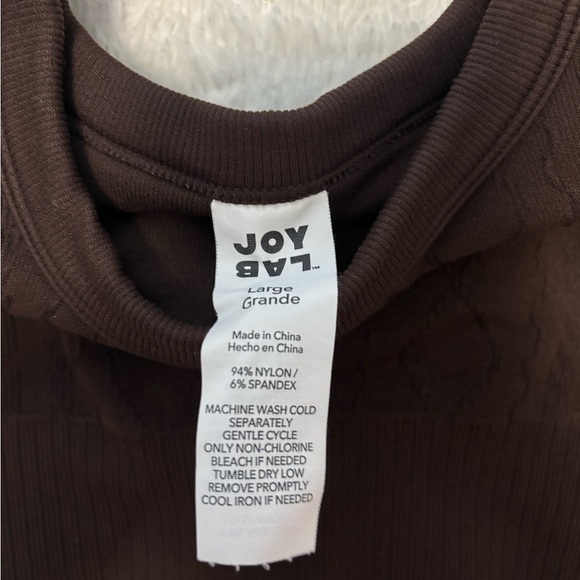 JOY
LAB™
Large
Grande
Made in China
Hecho en China
94% NYLON /
6% SPANDEX
MACHINE WASH COLD
SEPARATELY
GENTLE CYCLE
ONLY NON-CHLORINE
BLEACH IF NEEDED
TUMBLE DRY LOW
REMOVE PROMPTLY
COOL IRON IF NEEDED